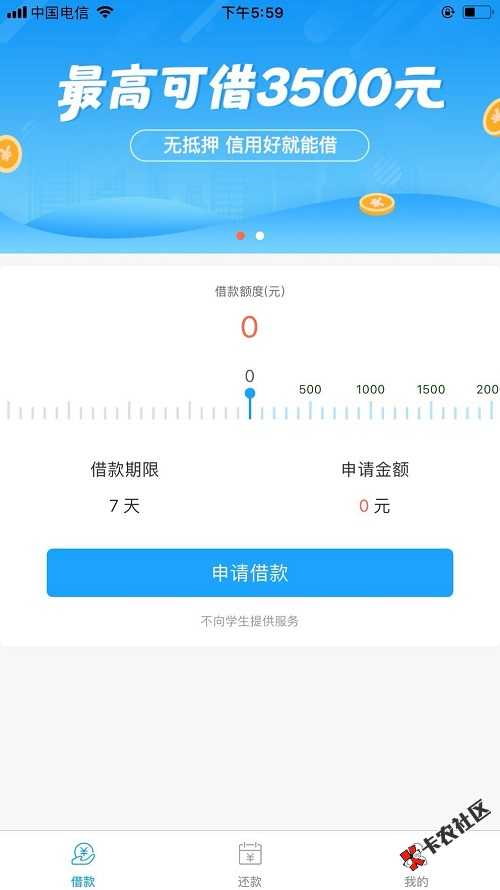 中国电信
下午5:59
最高可借3500元
无抵押 信用好就能借
借款额度(元)
0
0
500
1000
1500
200
借款期限
申请金额
7 天
0 元
申请借款
不向学生提供服务
卡农社区
借款
还款
我的